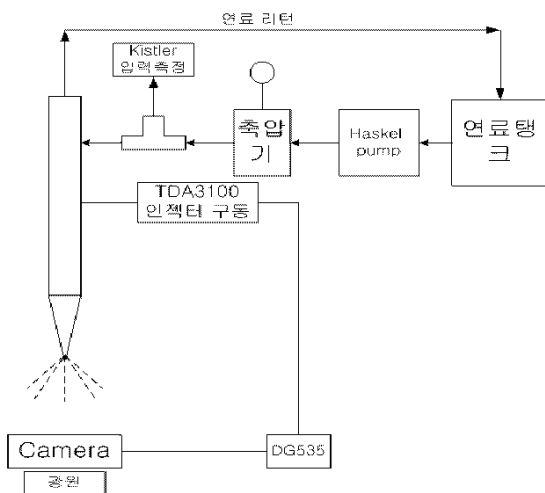 연료 리턴
Kistler
입력측정
축압
기
Haskel
pump
연료탱
크
TDA3100
인젝터 구동
Camera
DG535
광원